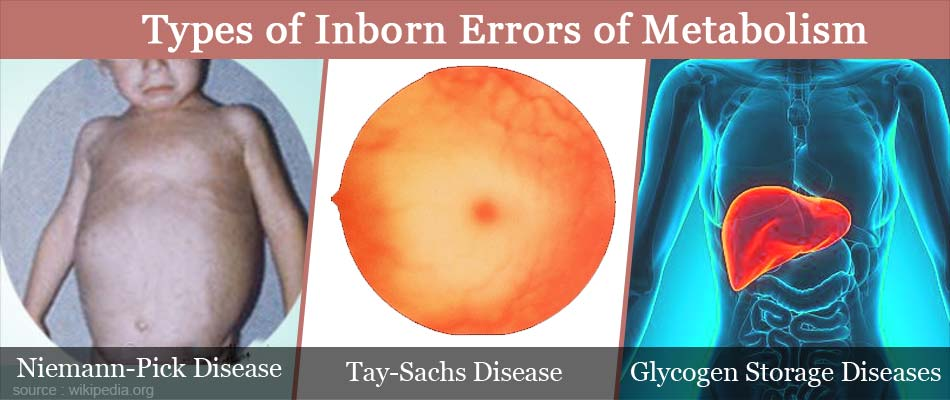 Types of Inborn Errors of Metabolism
Niemann-Pick Disease
source : wikipedia.org
Tay-Sachs Disease
Glycogen Storage Diseases